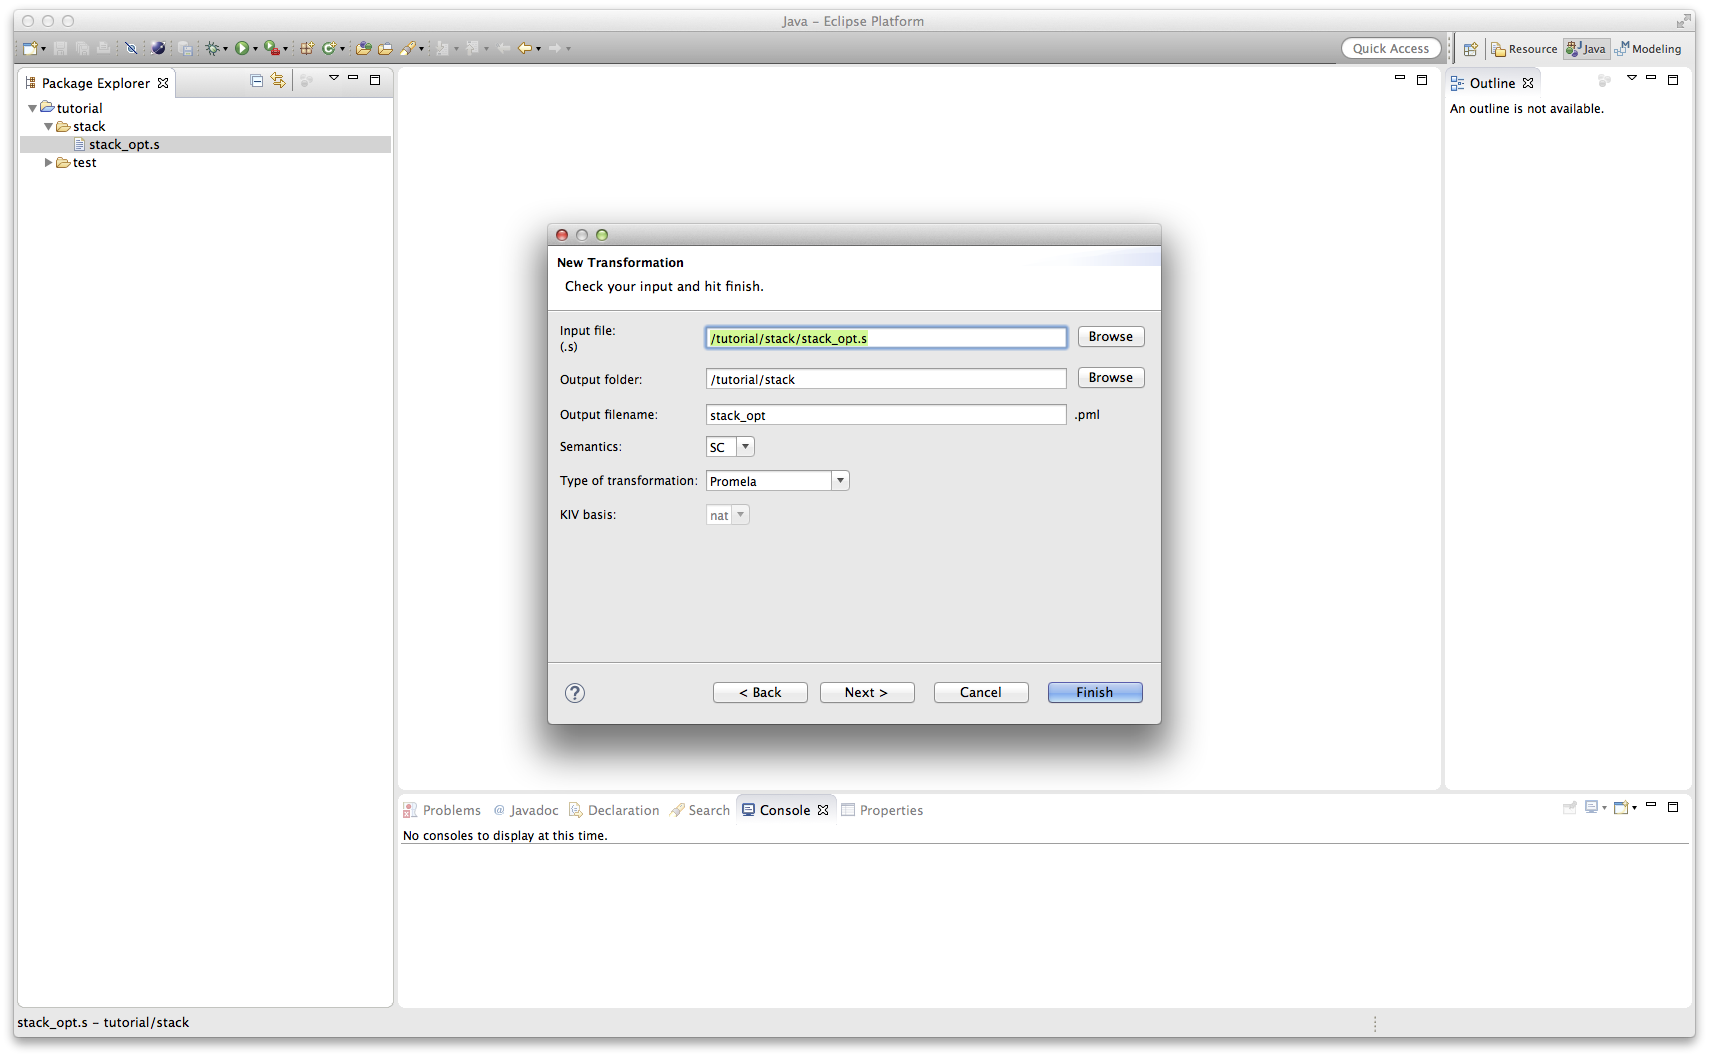 Java – Eclipse Platform
Quick Access
Resource
Java
Modeling
Package Explorer
tutorial
stack
stack_opt.s
test
Outline
An outline is not available.
New Transformation
Check your input and hit finish.
Input file:
(.s)
/tutorial/stack/stack_opt.s
Browse
Output folder:
/tutorial/stack
Browse
Output filename:
stack_opt
.pml
Semantics:
SC
Type of transformation:
Promela
KIV basis:
nat
?
< Back
Next >
Cancel
Finish
Problems
@ Javadoc
Declaration
Search
Console
Properties
No consoles to display at this time.
stack_opt.s – tutorial/stack